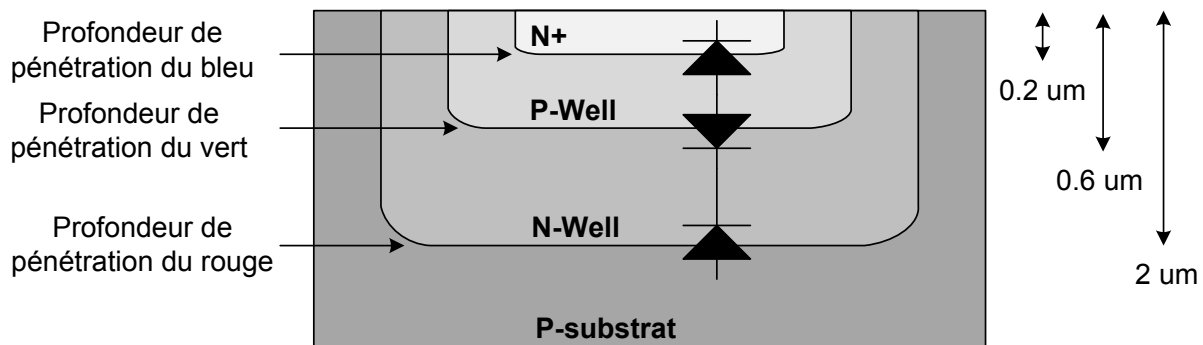 Profondeur de
pénétration du bleu
Profondeur de
pénétration du vert
Profondeur de
pénétration du rouge
N+
P-Well
N-Well
P-substrat
0.2 um
0.6 um
2 um